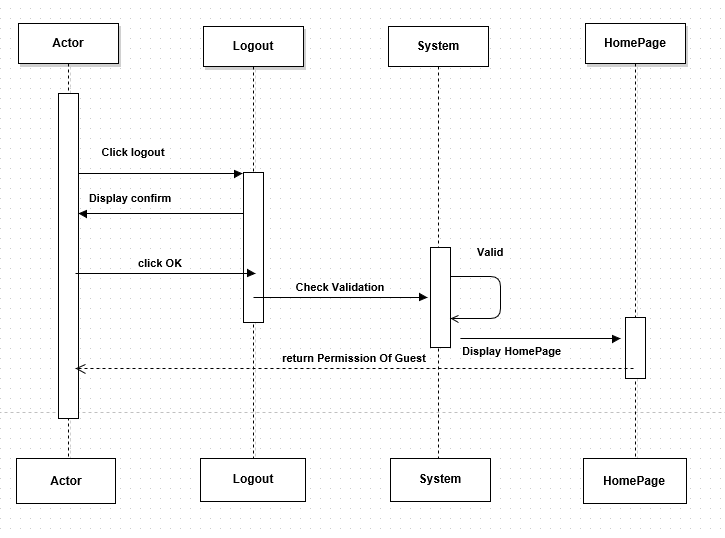 Actor
Logout
System
HomePage
Click logout
Display confirm
click OK
Valid
Check Validation
Display HomePage
return Permission Of Guest
Actor
Logout
System
HomePage